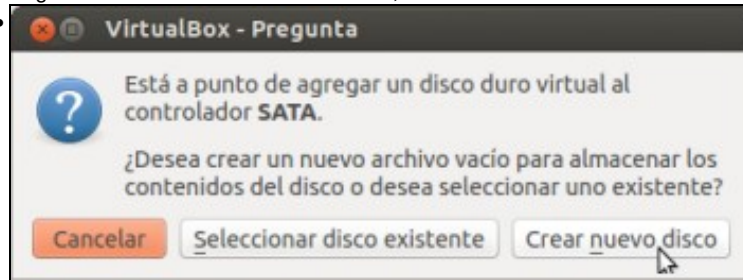 VirtualBox - Pregunta
Está a punto de agregar un disco duro virtual al
controlador SATA.
¿Desea crear un nuevo archivo vacío para almacenar los
contenidos del disco o desea seleccionar uno existente?
Cancelar Seleccionar disco existente Crear nuevo disco